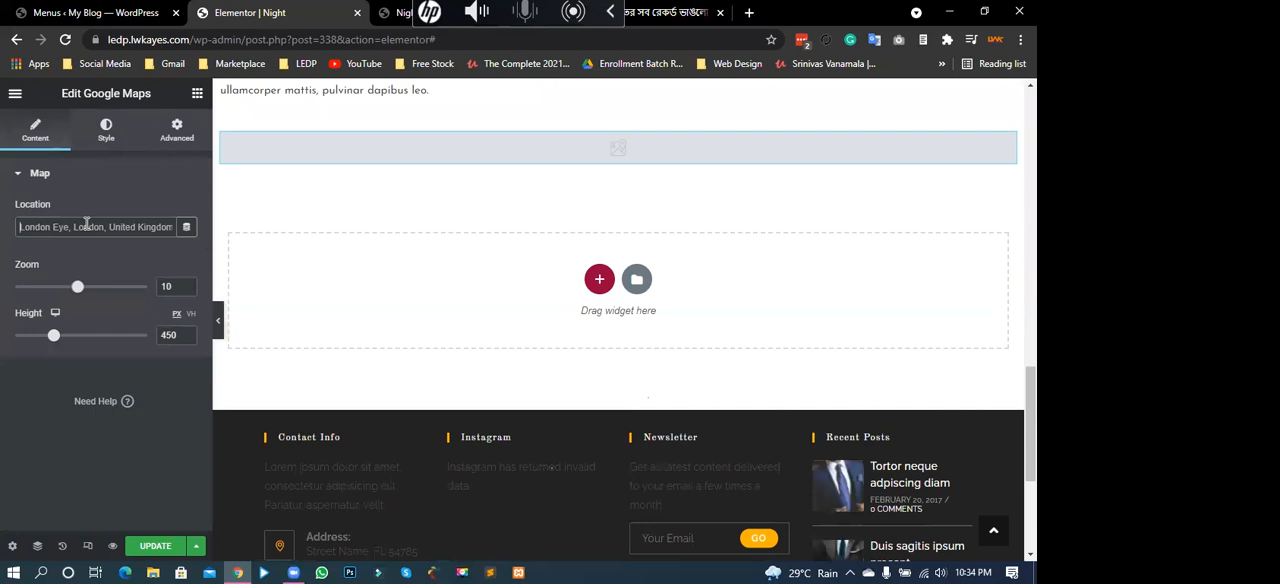 Menus ‹ My Blog — WordPress
Elementor | Night
hp
ledp.lwkayes.com/wp-admin/post.php?post=338&action=elementor#
2
Apps
Social Media
Gmail
Marketplace
LEDP
YouTube
Free Stock
The Complete 2021...
Enrollment Batch R...
Web Design
Srinivas Vanamala |...
»
Reading list
Edit Google Maps
Content
Style
Advanced
Map
Location
London Eye, London, United Kingdom
Zoom
10
Height
PX VH
450
Need Help
UPDATE
ullamcorper mattis, pulvinar dapibus leo.
Drag widget here
Contact Info
Lorem ipsum dolor sit amet,
consectetur adipiscing elit.
Pariatur aspernatur velit.
Address:
Street Name, FL 54785
Instagram
Instagram has returned invalid
data.
Newsletter
Get all latest content delivered
to your email a few times a
month.
Your Email
GO
Recent Posts
Tortor neque
adipiscing diam
FEBRUARY 20, 2017 /
0 COMMENTS
Duis sagitis ipsum
29°C Rain
10:34 PM